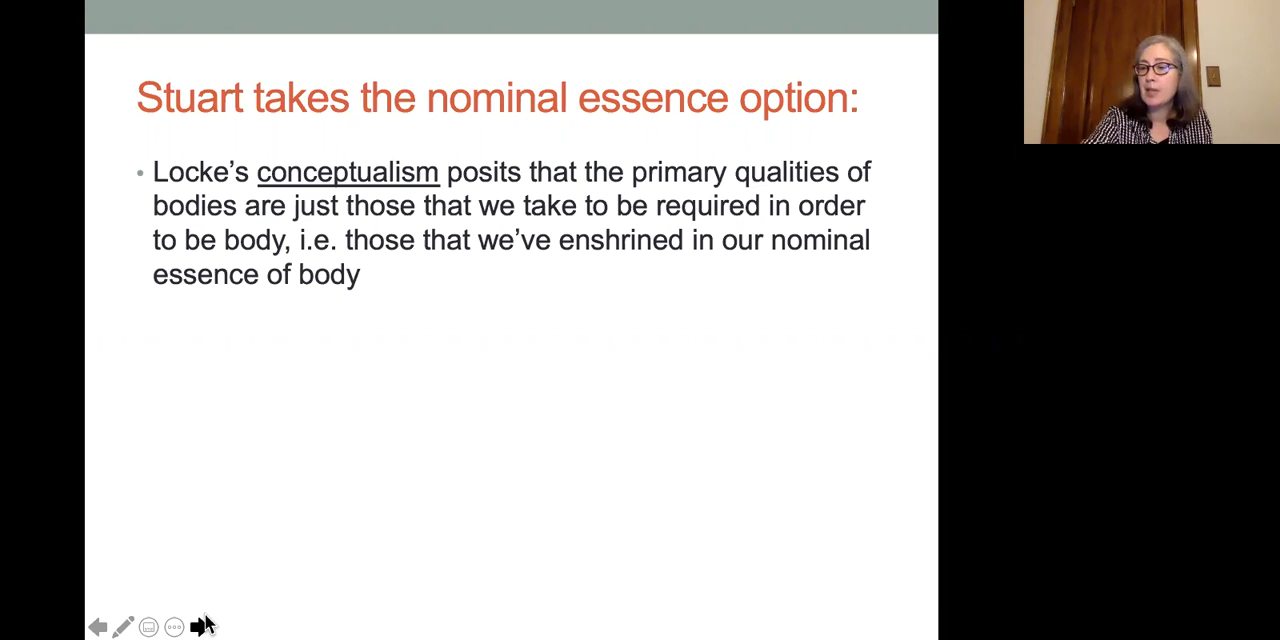 Stuart takes the nominal essence option:
• Locke’s conceptualism posits that the primary qualities of
bodies are just those that we take to be required in order
to be body, i.e. those that we’ve enshrined in our nominal
essence of body